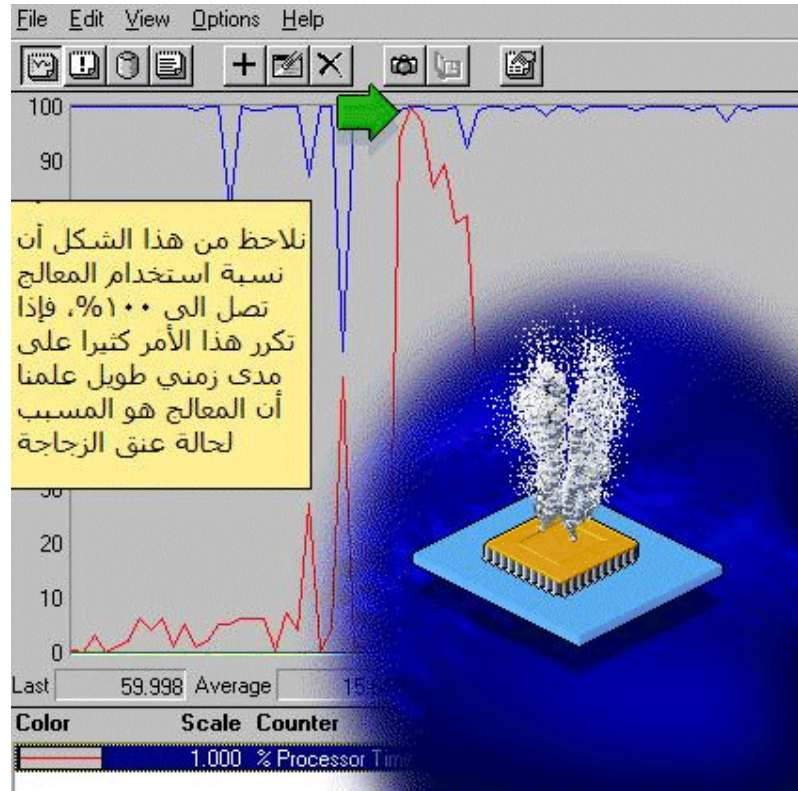 File Edit View Options Help
100
90
نلاحظ من هذا الشكل أن
نسبة استخدام المعالج
تصل الى ١٠٠%، فإذا
تكرر هذا الأمر كثيرا على
مدى زمني طويل علمنا
أن المعالج هو المسبب
لحالة عنق الزجاجة
20
10
0
Last 59.998 Average
Color Scale Counter
1.000 % Processor Time